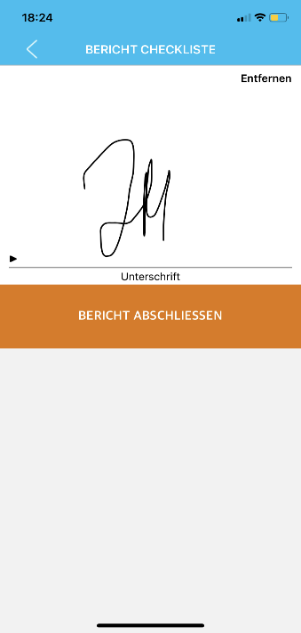 18:24
BERICHT CHECKLISTE
Entfernen
Unterschrift
BERICHT ABSCHLIESSEN